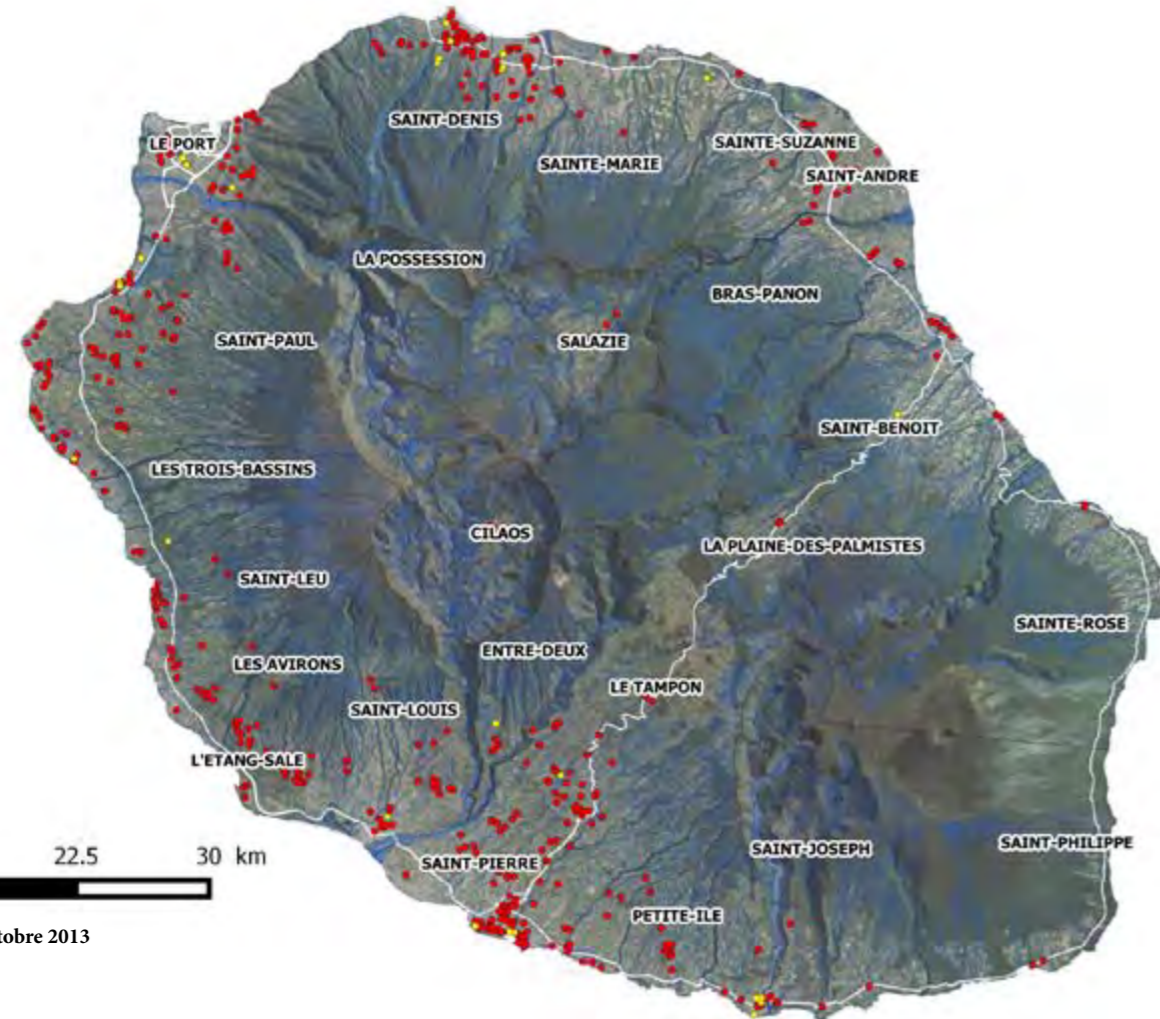 SAINT-DENIS
LE PORT
SAINTE-SUZANNE
SAINTE-MARIE
SAINT-ANDRE
LA POSSESSION
BRAS-PANON
SAINT-PAUL
SALAZIE
SAINT-BENOIT
LES TROIS-BASSINS
CILAOS
LA PLAINE-DES-PALMISTES
SAINT-LEU
SAINTE-ROSE
ENTRE-DEUX
LES AVIRONS
LE TAMPON
SAINT-LOUIS
L'ETANG-SALE
SAINT-PHILIPPE
SAINT-JOSEPH
22.5 30 km
SAINT-PIERRE
PETITE-ILE
2013